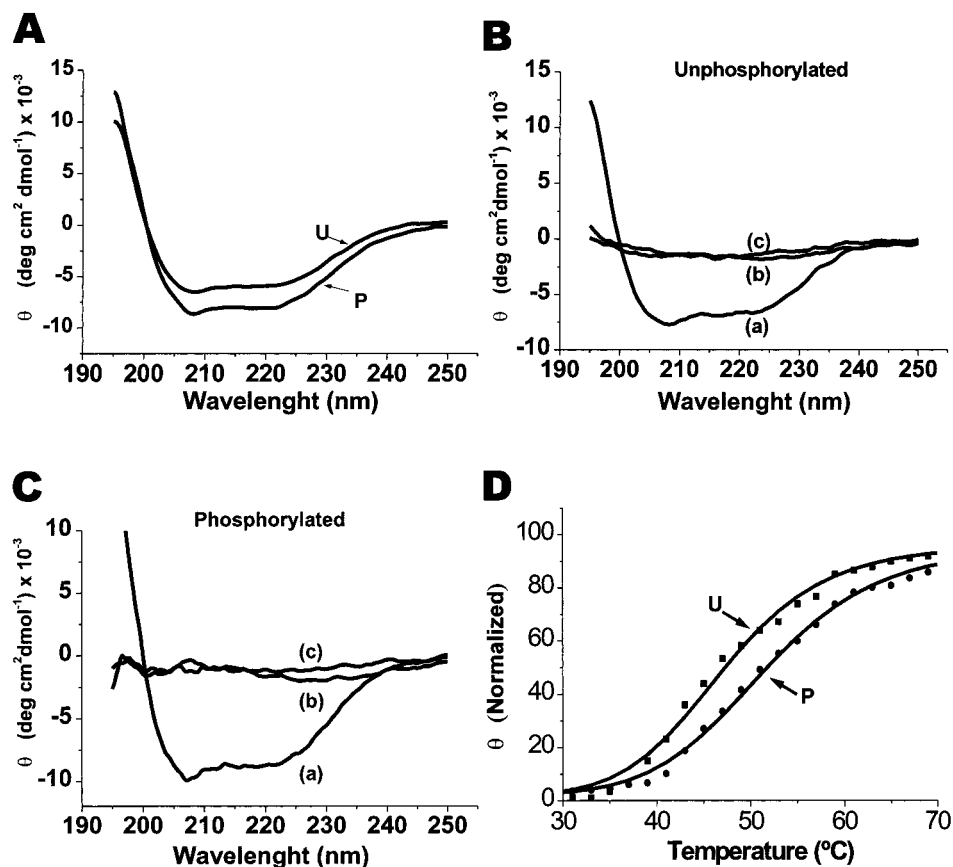 A
θ (deg cm² dmol⁻¹) x 10⁻³
15
10
5
0
-5
-10
U
P
190 200 210 220 230 240 250
Wavelenght (nm)
B
Unphosphorylated
θ (deg cm²dmol⁻¹) x 10⁻³
15
10
5
0
-5
-10
(c)
(b)
(a)
190 200 210 220 230 240 250
Wavelenght (nm)
C
Phosphorylated
θ (deg cm²dmol⁻¹) x 10⁻³
10
5
0
-5
-10
(c)
(b)
(a)
190 200 210 220 230 240 250
Wavelenght (nm)
D
θ (Normalized)
100
80
60
40
20
0
U
P
30 40 50 60 70
Temperature (ºC)